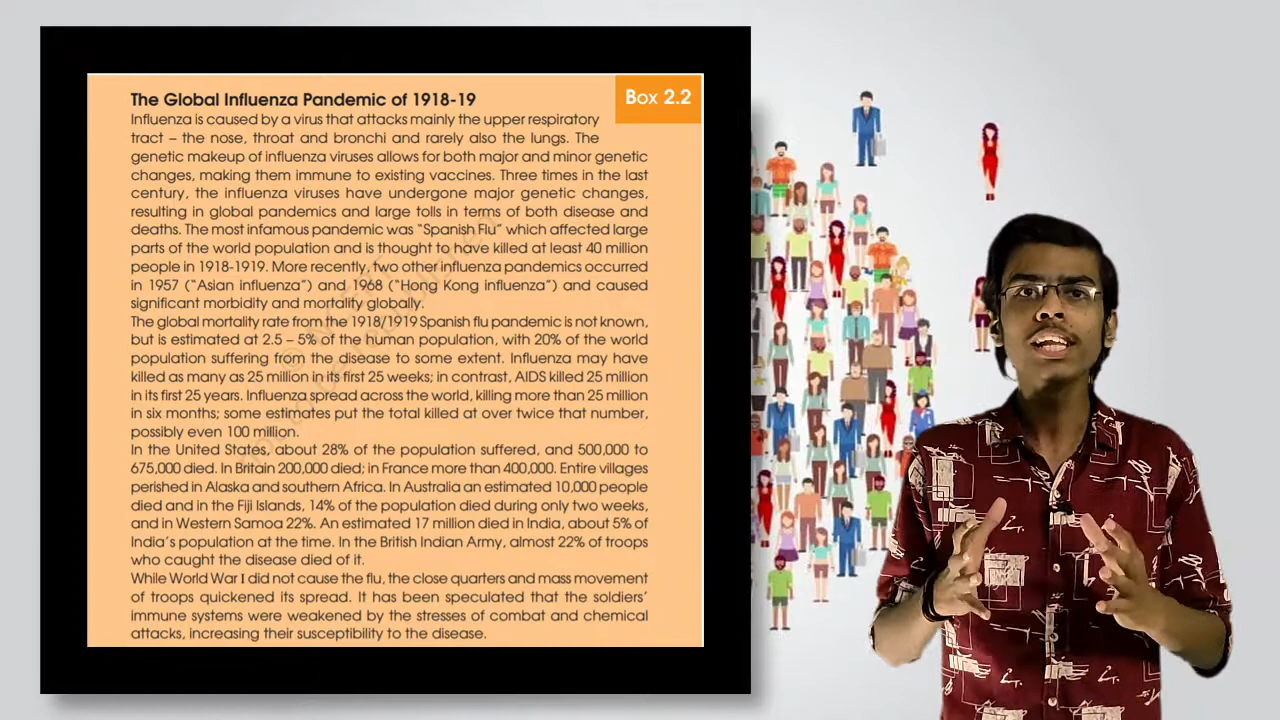 The Global Influenza Pandemic of 1918-19
Box 2.2
Influenza is caused by a virus that attacks mainly the upper respiratory
tract – the nose, throat and bronchi and rarely also the lungs. The
genetic makeup of influenza viruses allows for both major and minor genetic
changes, making them immune to existing vaccines. Three times in the last
century, the influenza viruses have undergone major genetic changes,
resulting in global pandemics and large tolls in terms of both disease and
deaths. The most infamous pandemic was “Spanish Flu” which affected large
parts of the world population and is thought to have killed at least 40 million
people in 1918-1919. More recently, two other influenza pandemics occurred
in 1957 (“Asian influenza”) and 1968 (“Hong Kong influenza”) and caused
significant morbidity and mortality globally.
The global mortality rate from the 1918/1919 Spanish flu pandemic is not known,
but is estimated at 2.5 – 5% of the human population, with 20% of the world
population suffering from the disease to some extent. Influenza may have
killed as many as 25 million in its first 25 weeks; in contrast, AIDS killed 25 million
in its first 25 years. Influenza spread across the world, killing more than 25 million
in six months; some estimates put the total killed at over twice that number,
possibly even 100 million.
In the United States, about 28% of the population suffered, and 500,000 to
675,000 died. In Britain 200,000 died; in France more than 400,000. Entire villages
perished in Alaska and southern Africa. In Australia an estimated 10,000 people
died and in the Fiji Islands, 14% of the population died during only two weeks,
and in Western Samoa 22%. An estimated 17 million died in India, about 5% of
India’s population at the time. In the British Indian Army, almost 22% of troops
who caught the disease died of it.
While World War I did not cause the flu, the close quarters and mass movement
of troops quickened its spread. It has been speculated that the soldiers’
immune systems were weakened by the stresses of combat and chemical
attacks, increasing their susceptibility to the disease.